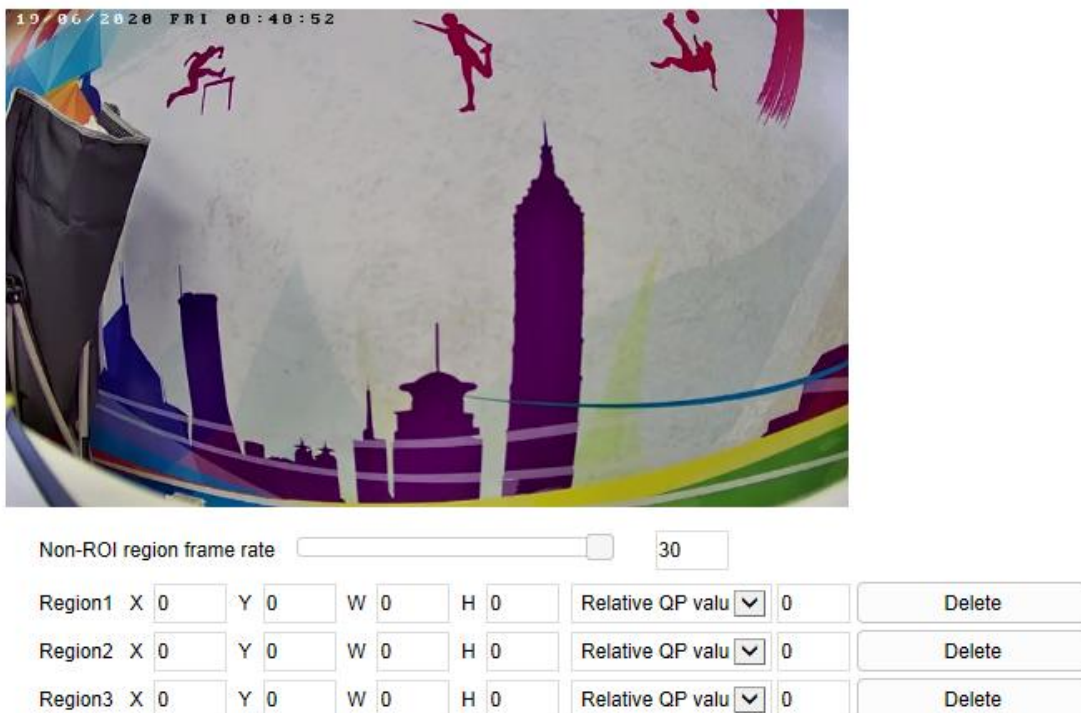 19/06/2020 FRI 08:48:52
Non-ROI region frame rate 30
Region1 X 0 Y 0 W 0 H 0 Relative QP valu 0 Delete
Region2 X 0 Y 0 W 0 H 0 Relative QP valu 0 Delete
Region3 X 0 Y 0 W 0 H 0 Relative QP valu 0 Delete